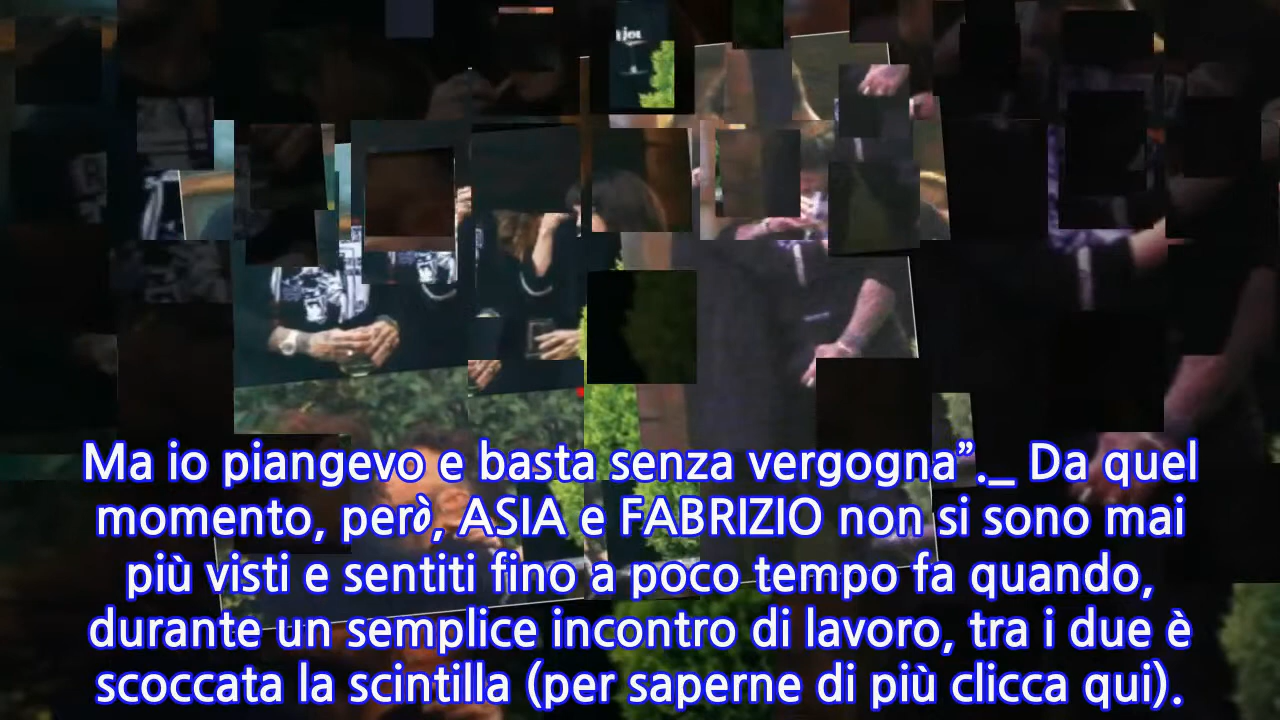 Ma io piangevo e basta senza vergogna”._ Da quel
momento, però, ASIA e FABRIZIO non si sono mai
più visti e sentiti fino a poco tempo fa quando,
durante un semplice incontro di lavoro, tra i due è
scoccata la scintilla (per saperne di più clicca qui).